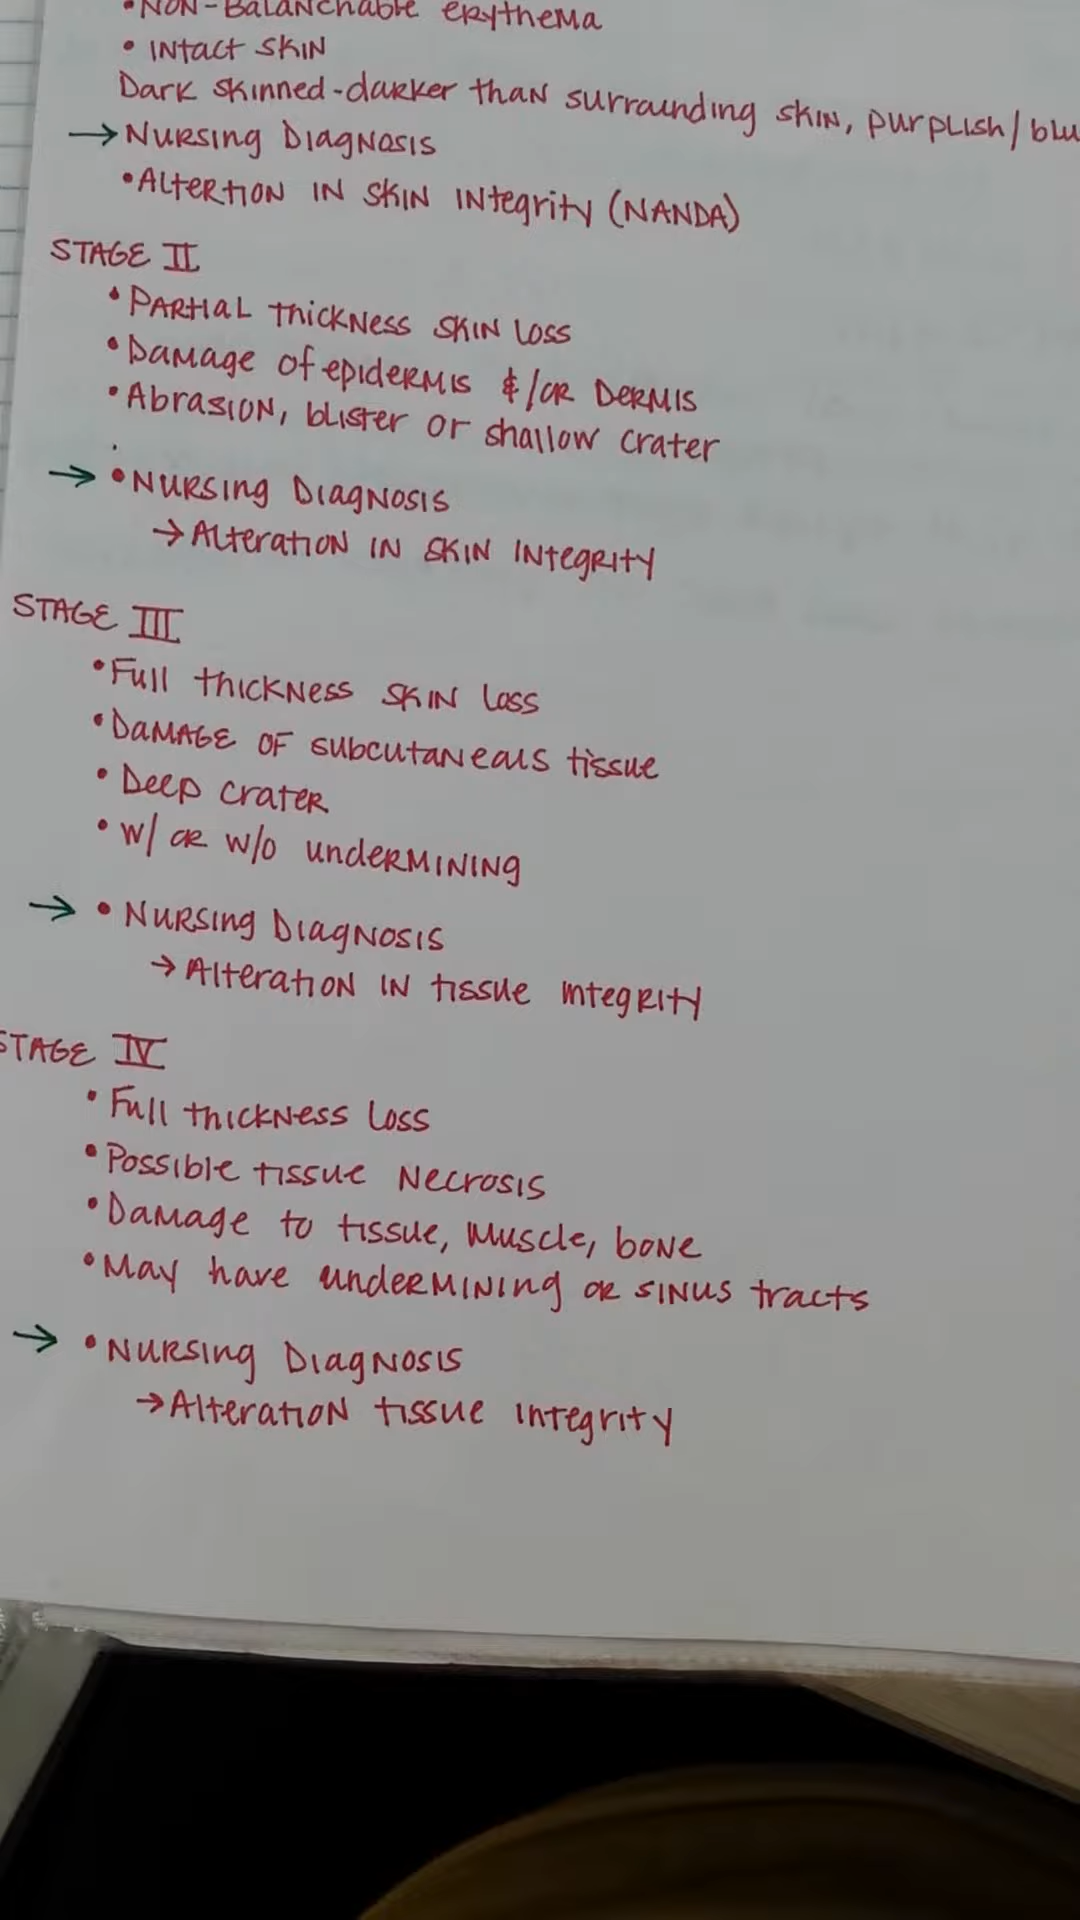 • NON-Balanchable erythema
• INtact skin
Dark skinned-darker than surrounding skin, purplish/blu
→ Nursing Diagnosis
• Altertion in skin integrity (NANDA)
STAGE II
• Partial thickness skin loss
• Damage of epidermis &/or Dermis
• Abrasion, blister or shallow crater
→ • Nursing Diagnosis
→ Alteration in skin integrity
STAGE III
• Full thickness skin loss
• Damage of subcutaneous tissue
• Deep crater
• w/ or w/o undermining
→ • Nursing Diagnosis
→ Alteration in tissue integrity
STAGE IV
• Full thickness loss
• Possible tissue necrosis
• Damage to tissue, muscle, bone
• May have undermining or sinus tracts
→ • Nursing Diagnosis
→ Alteration tissue integrity